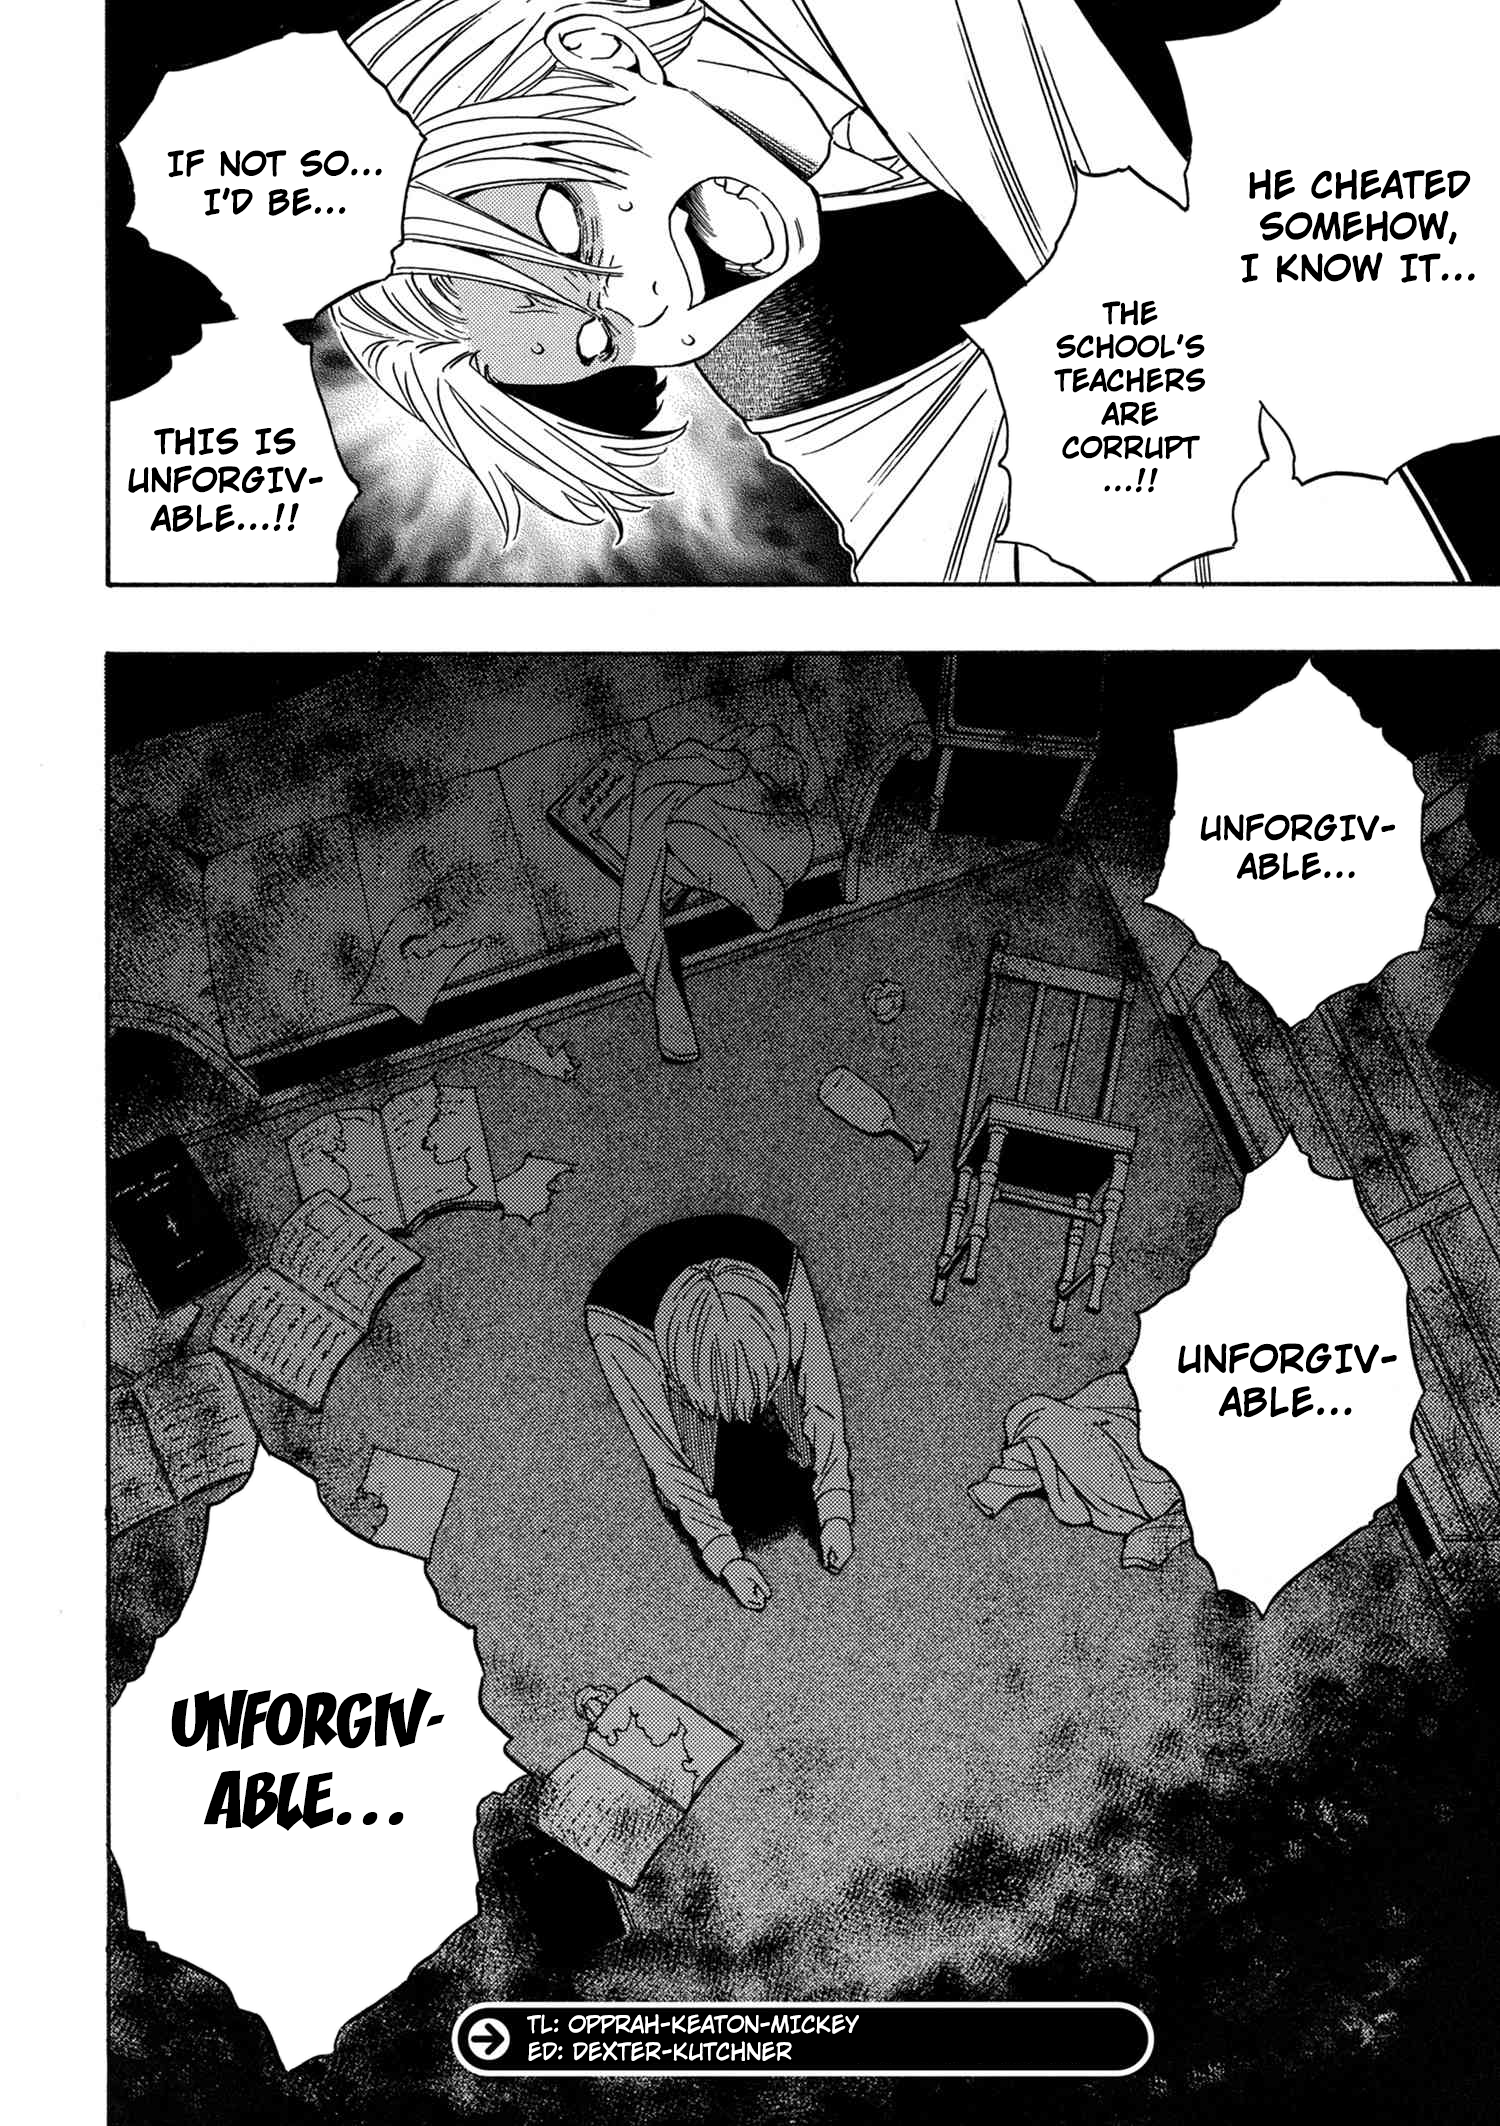 HE CHEATED
SOMEHOW,
I KNOW IT...
THE
SCHOOL'S
TEACHERS
ARE
CORRUPT
...!!
IF NOT SO...
I'D BE...
THIS IS
UNFORGIV-
ABLE...!!
UNFORGIV-
ABLE...
UNFORGIV-
ABLE...
UNFORGIV-
ABLE...
TL: OPPRAH-KEATON-MICKEY
ED: DEXTER-KUTCHNER